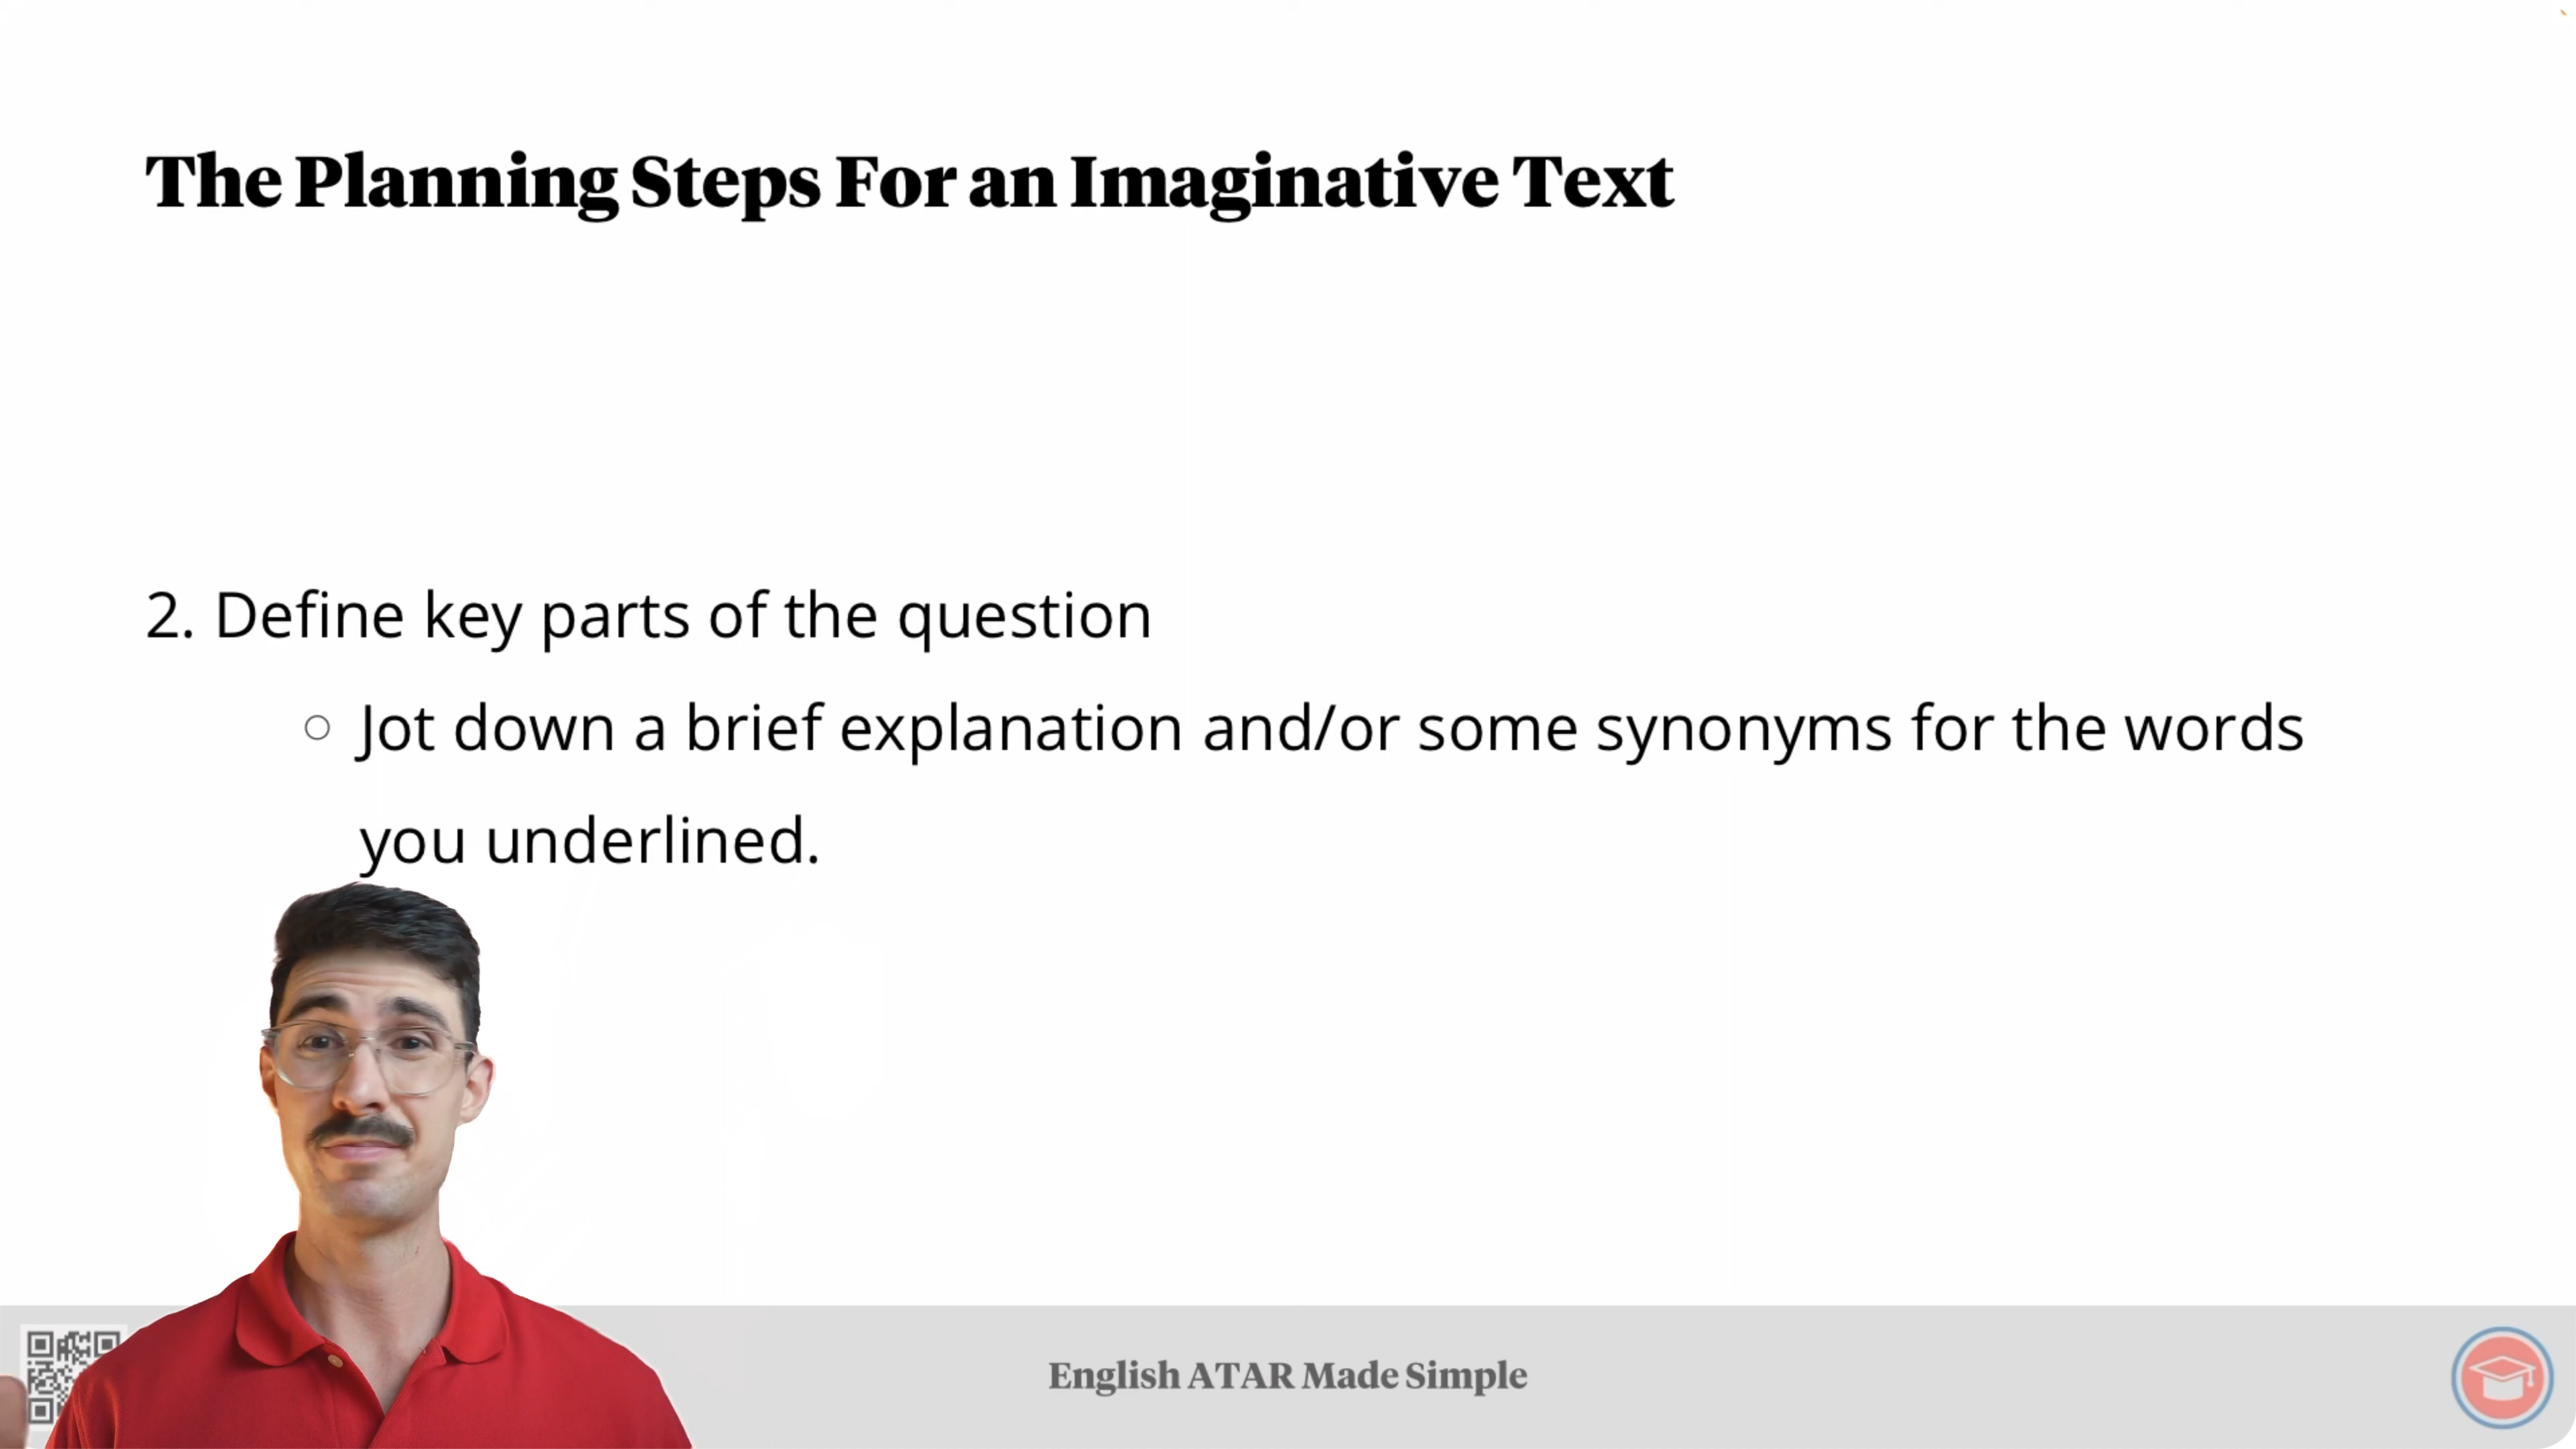 The Planning Steps For an Imaginative Text
2. Define key parts of the question
○ Jot down a brief explanation and/or some synonyms for the words
you underlined.
English ATAR Made Simple